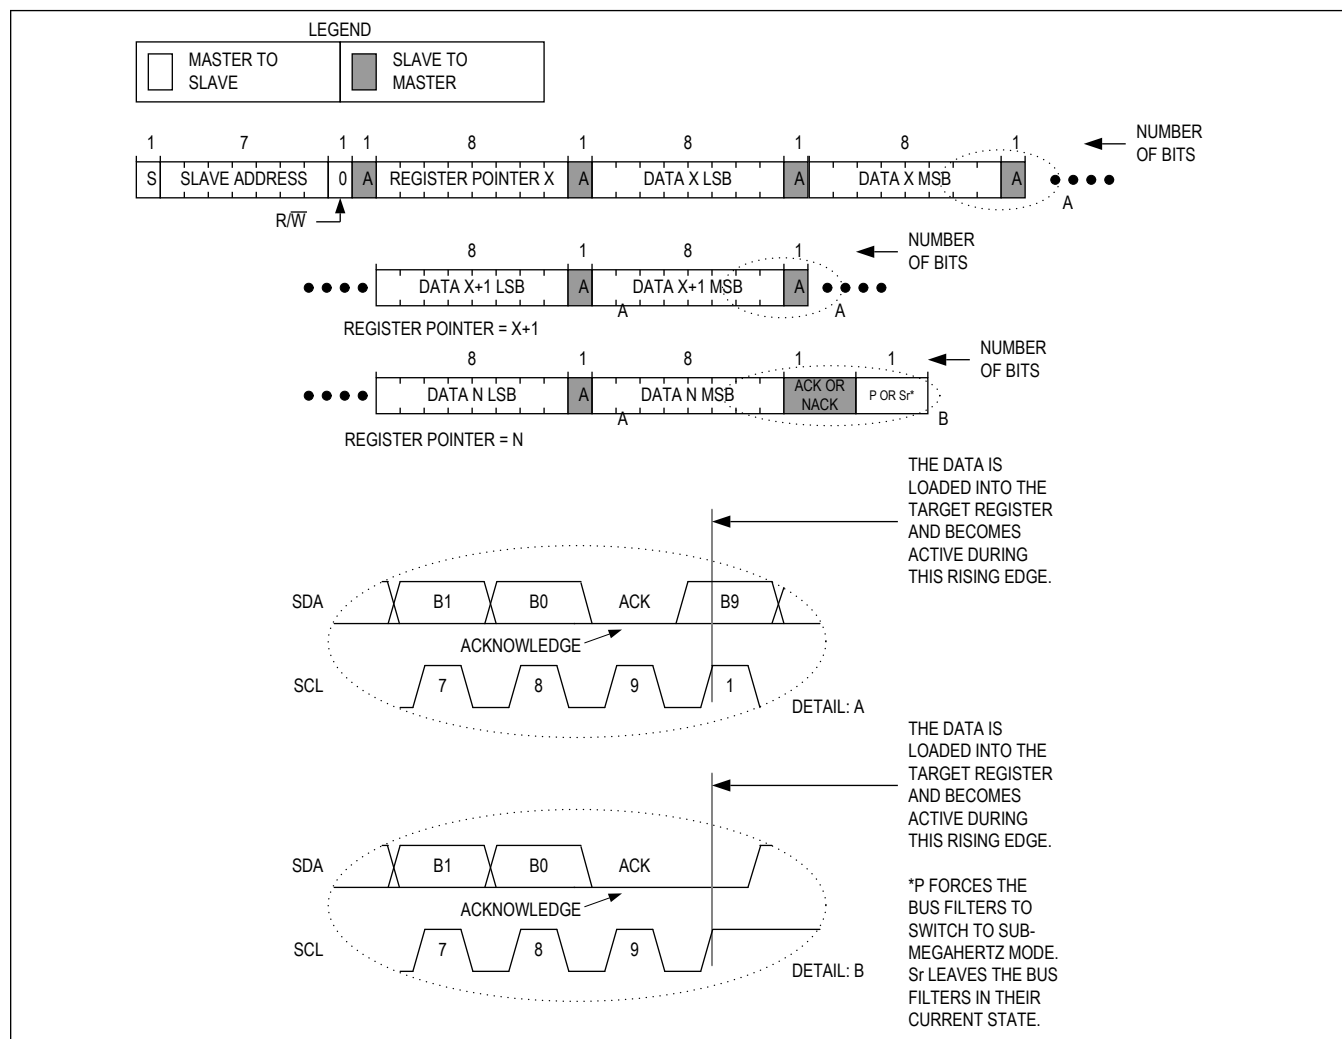 LEGEND
MASTER TO
SLAVE
SLAVE TO
MASTER
1 7 1 1 8 1 8 1 8 1
NUMBER
OF BITS
S SLAVE ADDRESS 0 A REGISTER POINTER X A DATA X LSB A DATA X MSB A
A
R/W̅
8 1 8 1
NUMBER
OF BITS
DATA X+1 LSB A DATA X+1 MSB A
A A
REGISTER POINTER = X+1
8 1 8 1 1
NUMBER
OF BITS
DATA N LSB A DATA N MSB ACK OR
NACK P OR Sr*
A B
REGISTER POINTER = N
THE DATA IS
LOADED INTO THE
TARGET REGISTER
AND BECOMES
ACTIVE DURING
THIS RISING EDGE.
SDA B1 B0 ACK B9
ACKNOWLEDGE
SCL 7 8 9 1
DETAIL: A
THE DATA IS
LOADED INTO THE
TARGET REGISTER
AND BECOMES
ACTIVE DURING
THIS RISING EDGE.
SDA B1 B0 ACK
ACKNOWLEDGE
SCL 7 8 9
DETAIL: B
*P FORCES THE
BUS FILTERS TO
SWITCH TO SUB-
MEGAHERTZ MODE.
Sr LEAVES THE BUS
FILTERS IN THEIR
CURRENT STATE.